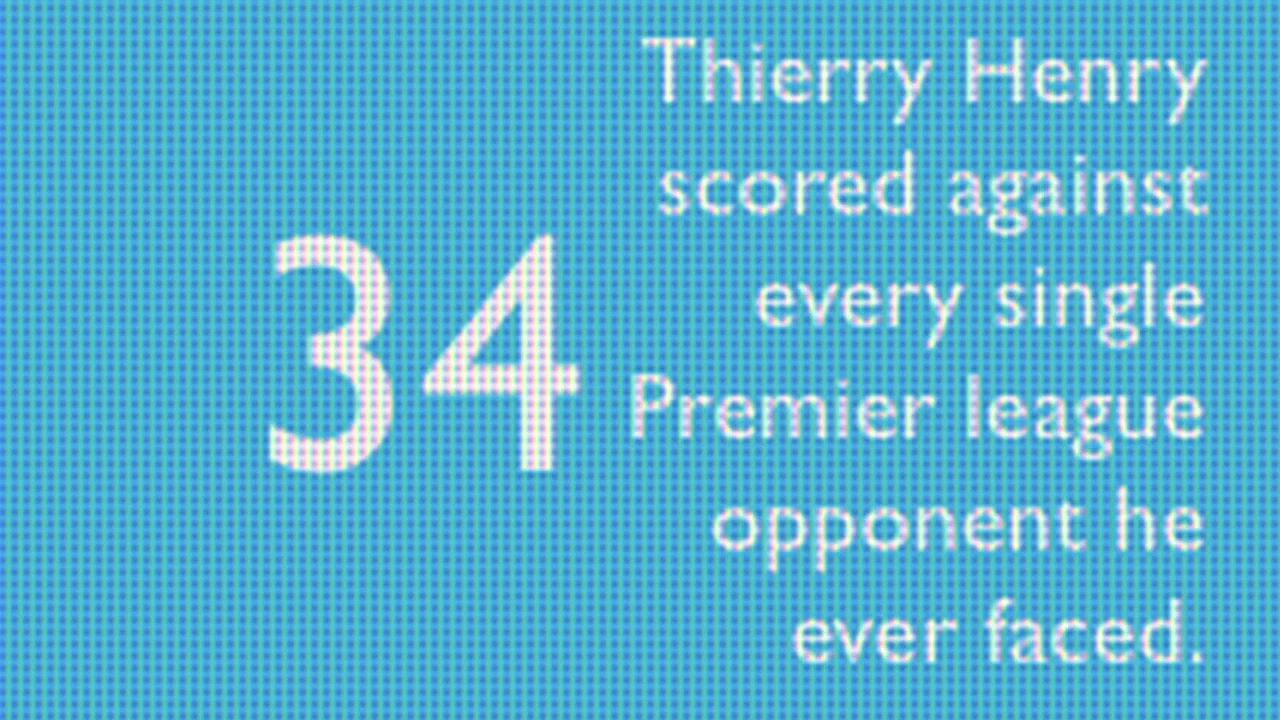 34
Thierry Henry
scored against
every single
Premier league
opponent he
ever faced.